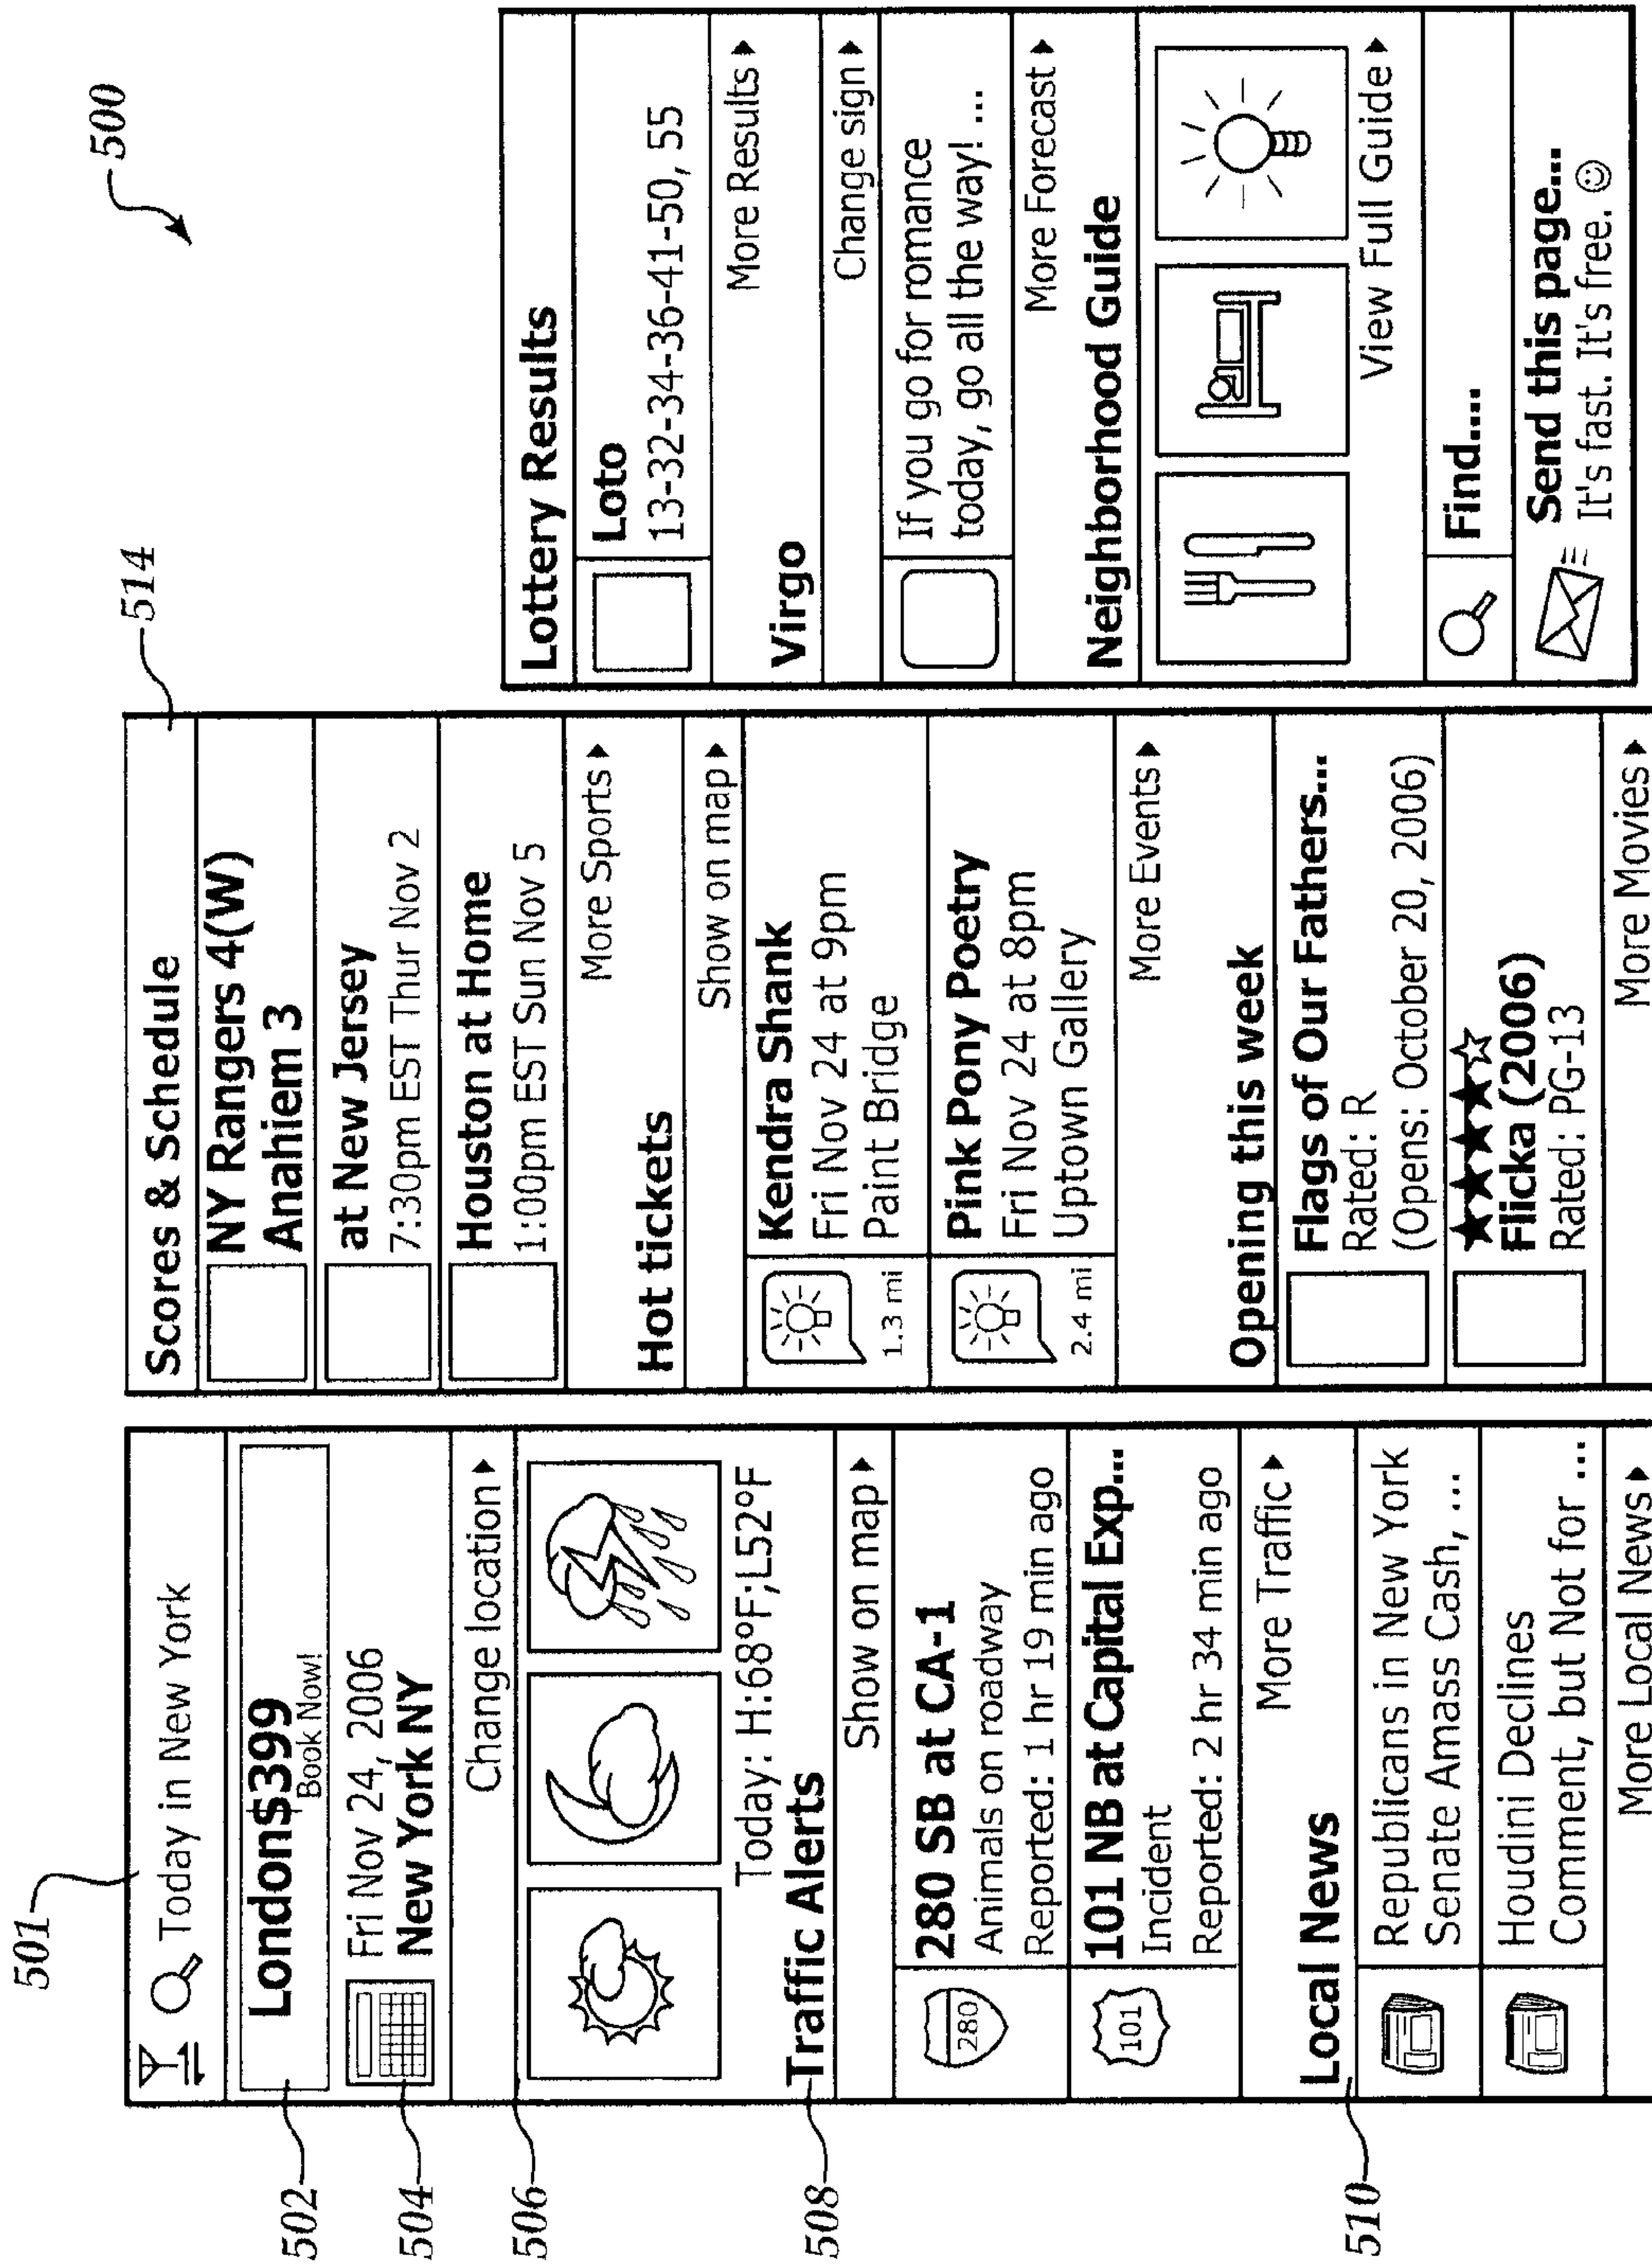 500
501
Today in New York
502
London$399
Book Now!
504
Fri Nov 24, 2006
New York NY
Change location
506
Today: H:68°F;L52°F
508
Traffic Alerts
Show on map
280
280 SB at CA-1
Animals on roadway
Reported: 1 hr 19 min ago
101
101 NB at Capital Exp...
Incident
Reported: 2 hr 34 min ago
More Traffic
510
Local News
Republicans in New York
Senate Amass Cash, ...
Houdini Declines
Comment, but Not for ...
More Local News
514
Scores & Schedule
NY Rangers 4(W)
Anahiem 3
at New Jersey
7:30pm EST Thur Nov 2
Houston at Home
1:00pm EST Sun Nov 5
More Sports
Hot tickets
Show on map
Kendra Shank
Fri Nov 24 at 9pm
1.3 mi
Paint Bridge
Pink Pony Poetry
Fri Nov 24 at 8pm
2.4 mi
Uptown Gallery
More Events
Opening this week
Flags of Our Fathers...
Rated: R
(Opens: October 20, 2006)
Flicka (2006)
Rated: PG-13
More Movies
Lottery Results
Loto
13-32-34-36-41-50, 55
More Results
Virgo
Change sign
If you go for romance
today, go all the way! ...
More Forecast
Neighborhood Guide
View Full Guide
Find....
Send this page...
It's fast. It's free. ☺